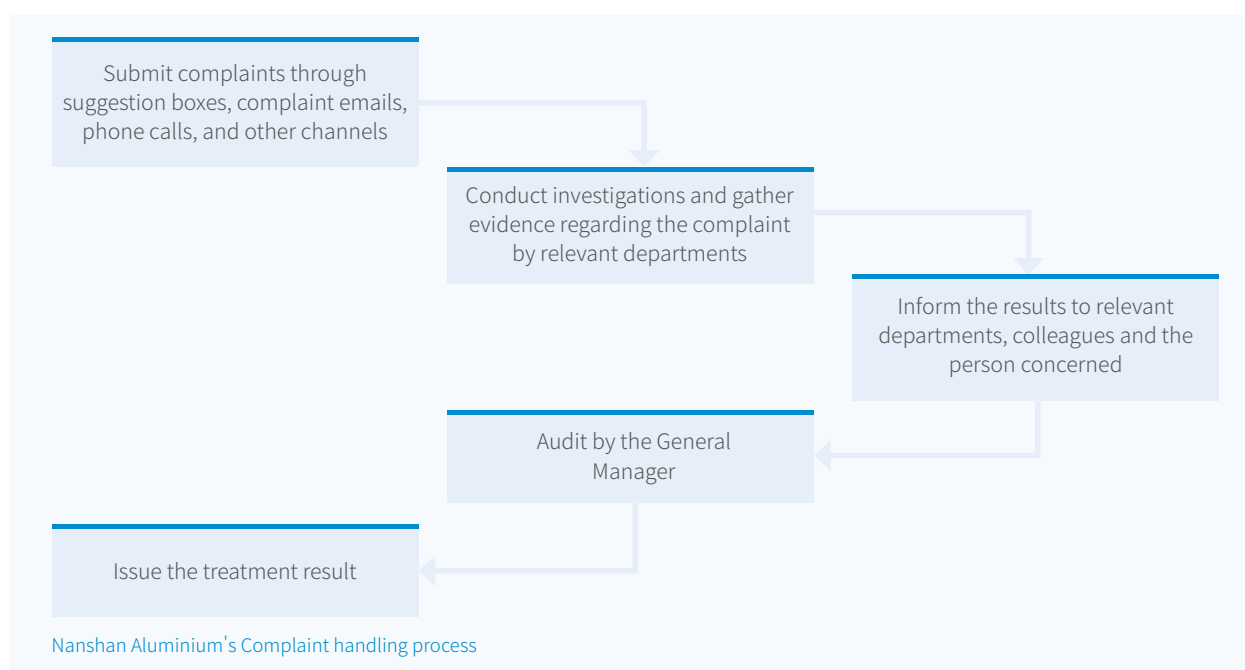 Submit complaints through
suggestion boxes, complaint emails,
phone calls, and other channels
Conduct investigations and gather
evidence regarding the complaint
by relevant departments
Inform the results to relevant
departments, colleagues and the
person concerned
Audit by the General
Manager
Issue the treatment result
Nanshan Aluminium's Complaint handling process